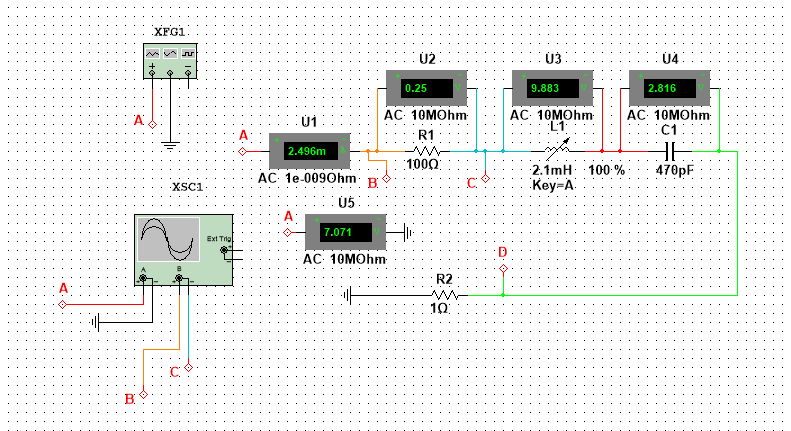 XFG1
A
U2
0.25
AC 10MOhm
U3
9.883
AC 10MOhm
U4
2.816
AC 10MOhm
A
U1
2.496m
AC 1e-009Ohm
R1
100Ω
L1
2.1mH
Key=A
100 %
C1
470pF
B
C
XSC1
Ext Trig
A
B
A
U5
7.071
AC 10MOhm
D
R2
1Ω
A
C
B